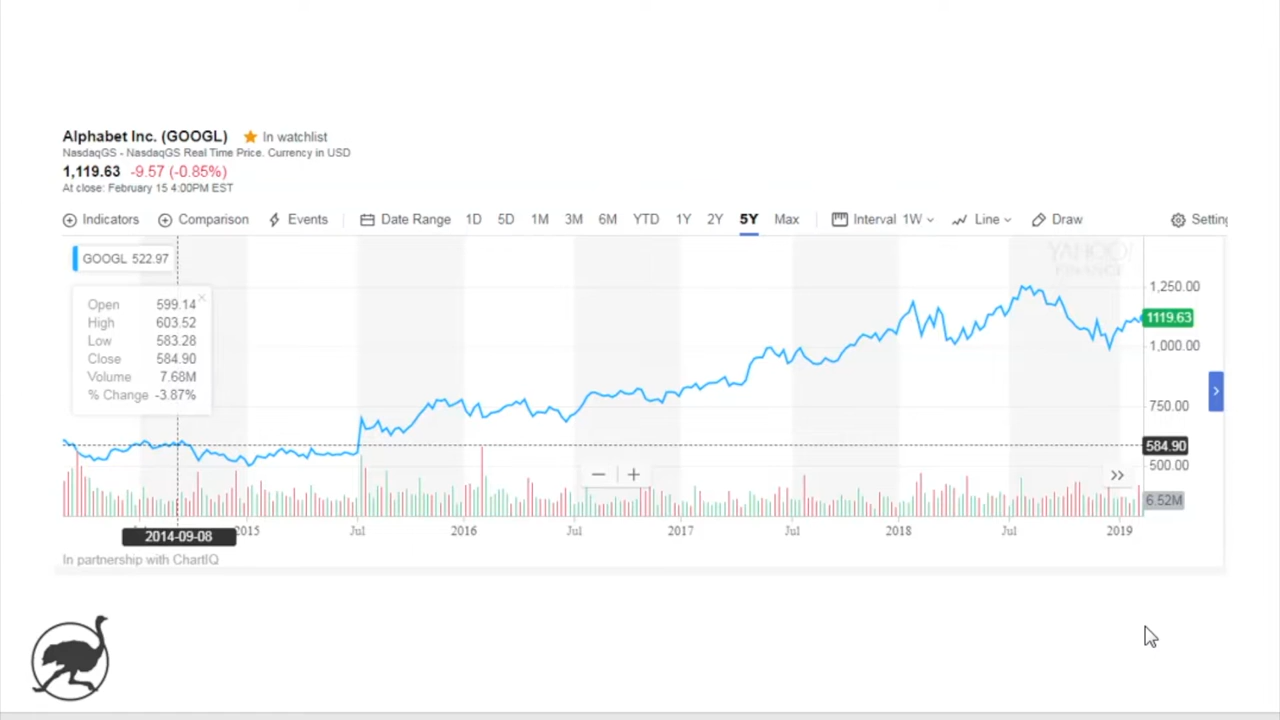 Alphabet Inc. (GOOGL) In watchlist
NasdaqGS - NasdaqGS Real Time Price. Currency in USD
1,119.63 -9.57 (-0.85%)
At close: February 15 4:00PM EST
Indicators Comparison Events Date Range 1D 5D 1M 3M 6M YTD 1Y 2Y 5Y Max Interval 1W Line Draw Settin
GOOGL 522.97
YAHOO!
FINANCE
Open 599.14
High 603.52
Low 583.28
Close 584.90
Volume 7.68M
% Change -3.87%
1,250.00
1119.63
1,000.00
750.00
584.90
500.00
6.52M
2014-09-08 2015 Jul 2016 Jul 2017 Jul 2018 Jul 2019
In partnership with ChartIQ